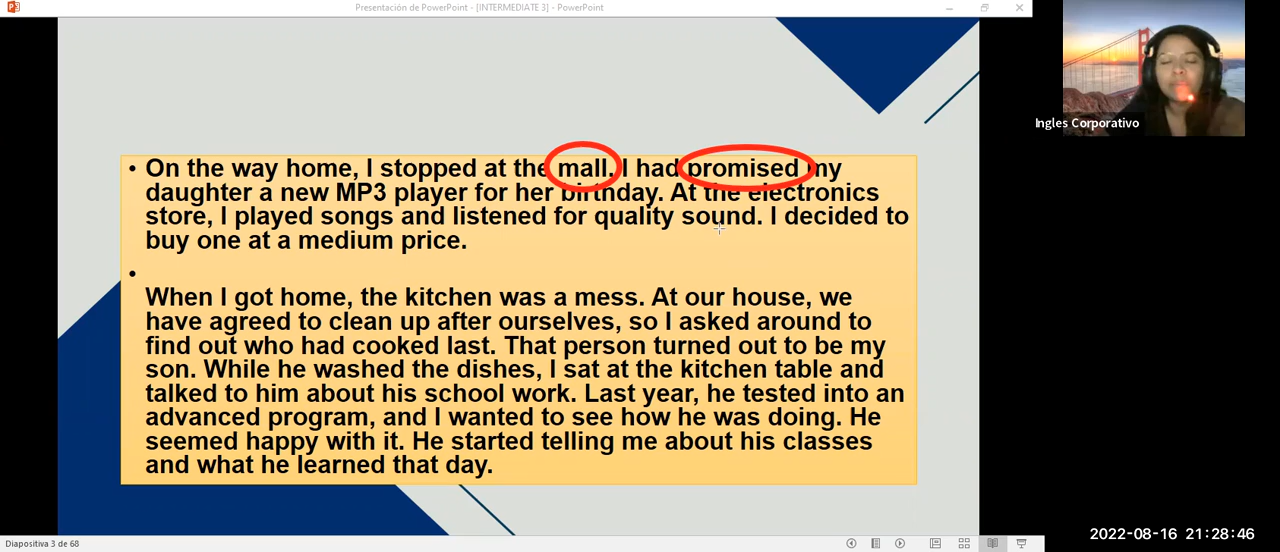 Presentación de PowerPoint - [INTERMEDIATE 3] - PowerPoint
Ingles Corporativo
• On the way home, I stopped at the mall. I had promised my
daughter a new MP3 player for her birthday. At the electronics
store, I played songs and listened for quality sound. I decided to
buy one at a medium price.
•
When I got home, the kitchen was a mess. At our house, we
have agreed to clean up after ourselves, so I asked around to
find out who had cooked last. That person turned out to be my
son. While he washed the dishes, I sat at the kitchen table and
talked to him about his school work. Last year, he tested into an
advanced program, and I wanted to see how he was doing. He
seemed happy with it. He started telling me about his classes
and what he learned that day.
Diapositiva 3 de 68
2022-08-16 21:28:46